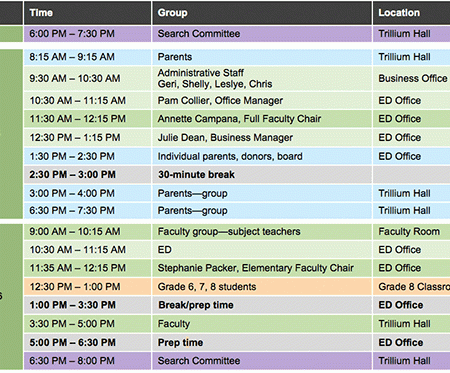 Time Group Location
6:00 PM – 7:30 PM Search Committee Trillium Hall
8:15 AM – 9:15 AM Parents Trillium Hall
9:30 AM – 10:30 AM Administrative Staff Business Office
Geri, Shelly, Leslye, Chris
10:30 AM – 11:15 AM Pam Collier, Office Manager ED Office
11:30 AM – 12:15 PM Annette Campana, Full Faculty Chair ED Office
12:30 PM – 1:15 PM Julie Dean, Business Manager ED Office
1:30 PM – 2:30 PM Individual parents, donors, board ED Office
2:30 PM – 3:00 PM 30-minute break
3:00 PM – 4:00 PM Parents—group Trillium Hall
6:30 PM – 7:30 PM Parents—group Trillium Hall
9:00 AM – 10:15 AM Faculty group—subject teachers Faculty Room
10:30 AM – 11:15 AM ED ED Office
11:35 AM – 12:15 PM Stephanie Packer, Elementary Faculty Chair ED Office
12:30 PM – 1:00 PM Grade 6, 7, 8 students Grade 8 Classro
1:00 PM – 3:30 PM Break/prep time ED Office
3:30 PM – 5:00 PM Faculty Trillium Hall
5:00 PM – 6:30 PM Prep time ED Office
6:30 PM – 8:00 PM Search Committee Trillium Hall